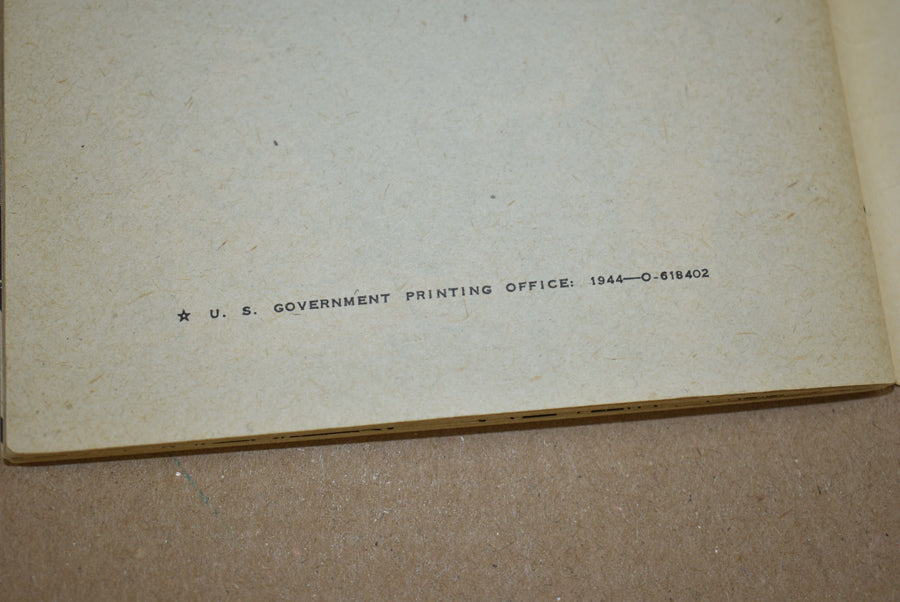 ☆ U. S. GOVERNMENT PRINTING OFFICE: 1944—O-618402